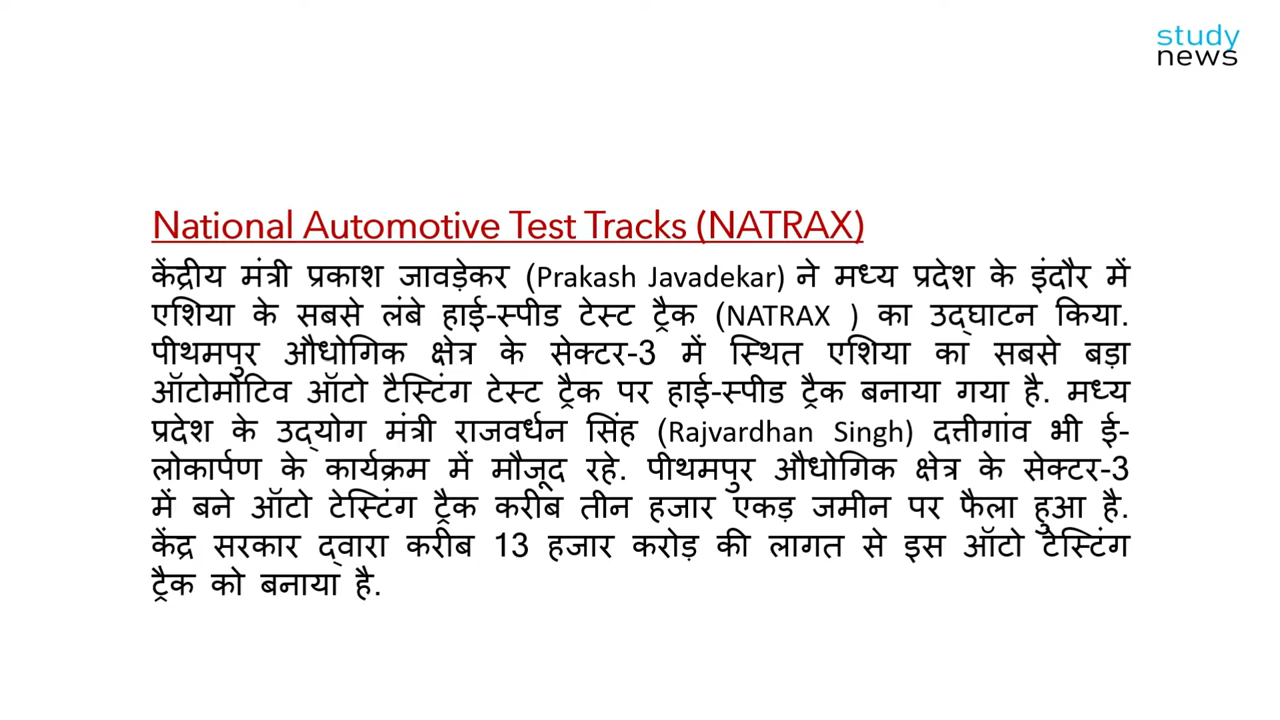 study
news
National Automotive Test Tracks (NATRAX)
केंद्रीय मंत्री प्रकाश जावड़ेकर (Prakash Javadekar) ने मध्य प्रदेश के इंदौर में
एशिया के सबसे लंबे हाई-स्पीड टेस्ट ट्रैक (NATRAX ) का उद्घाटन किया.
पीथमपुर औधोगिक क्षेत्र के सेक्टर-3 में स्थित एशिया का सबसे बड़ा
ऑटोमोटिव ऑटो टैस्टिंग टेस्ट ट्रैक पर हाई-स्पीड ट्रैक बनाया गया है. मध्य
प्रदेश के उद्योग मंत्री राजवर्धन सिंह (Rajvardhan Singh) दत्तीगांव भी ई-
लोकार्पण के कार्यक्रम में मौजूद रहे. पीथमपुर औधोगिक क्षेत्र के सेक्टर-3
में बने ऑटो टेस्टिंग ट्रैक करीब तीन हजार एकड़ जमीन पर फैला हुआ है.
केंद्र सरकार द्वारा करीब 13 हजार करोड़ की लागत से इस ऑटो टेस्टिंग
ट्रैक को बनाया है.